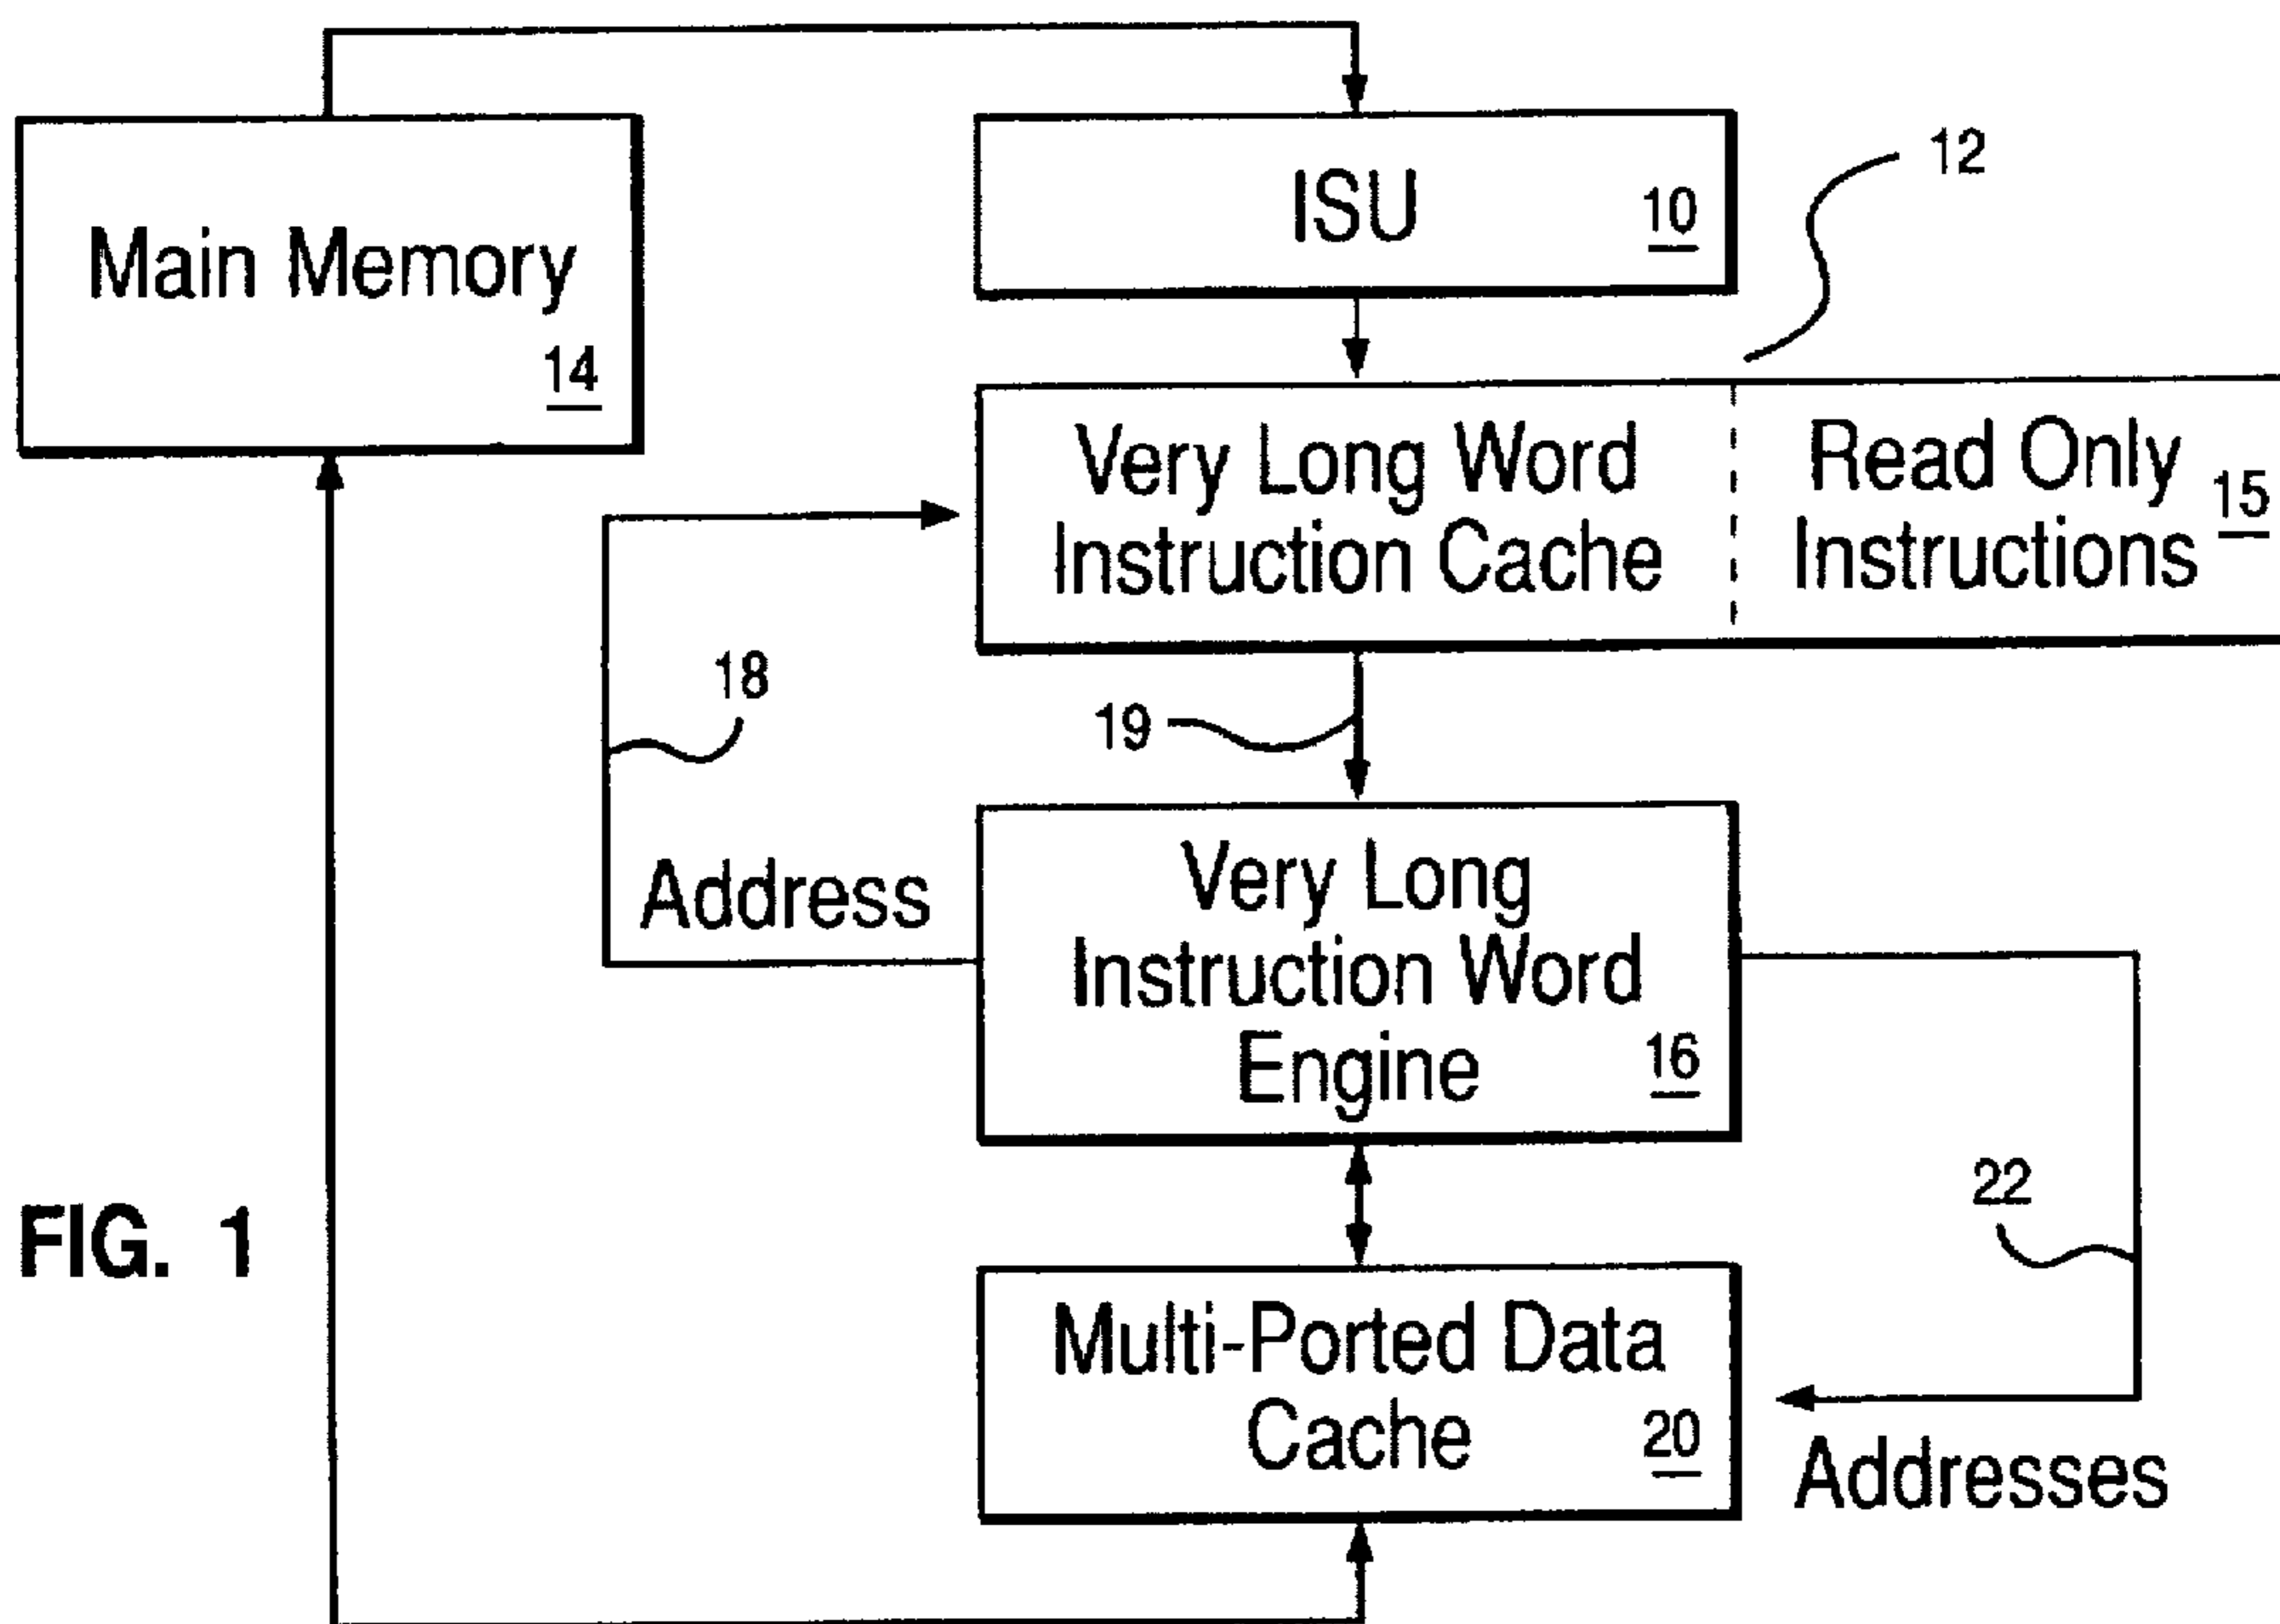 Main Memory
14
ISU
10
12
Very Long Word
Instruction Cache
Read Only
Instructions
15
18
19
Address
Very Long
Instruction Word
Engine
16
22
FIG. 1
Multi-Ported Data
Cache
20
Addresses